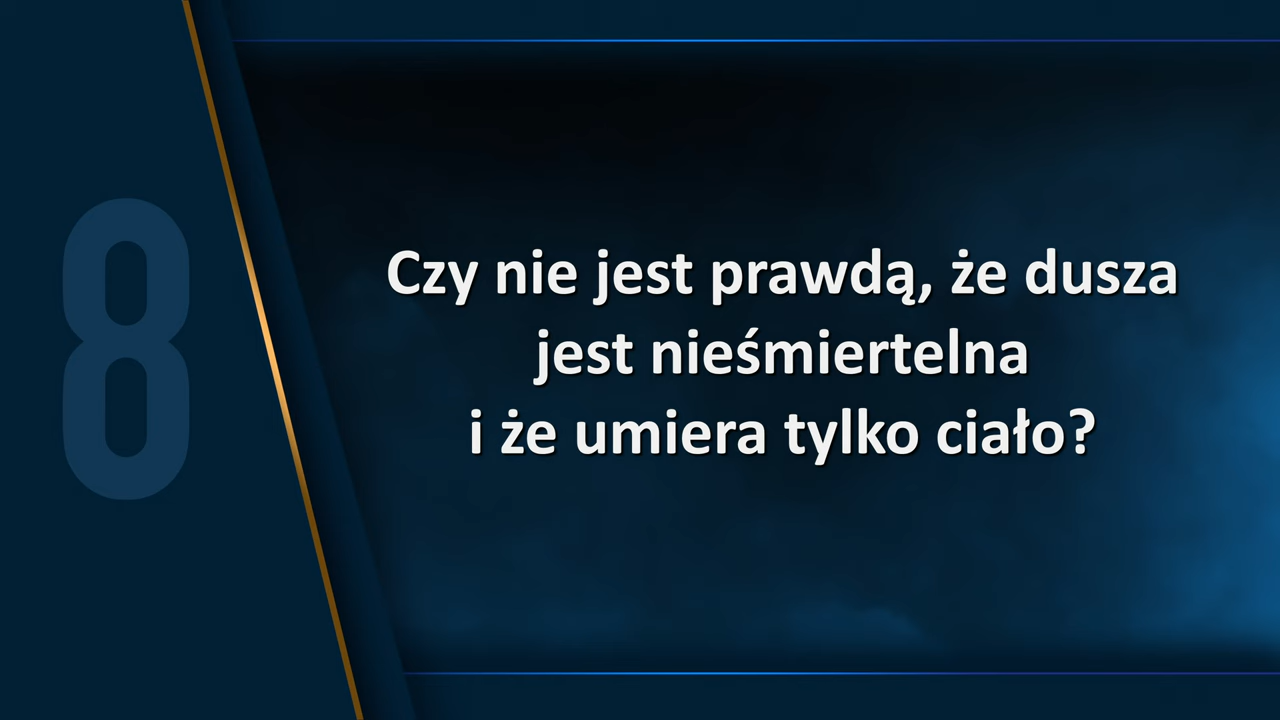 8
Czy nie jest prawdą, że dusza
jest nieśmiertelna
i że umiera tylko ciało?